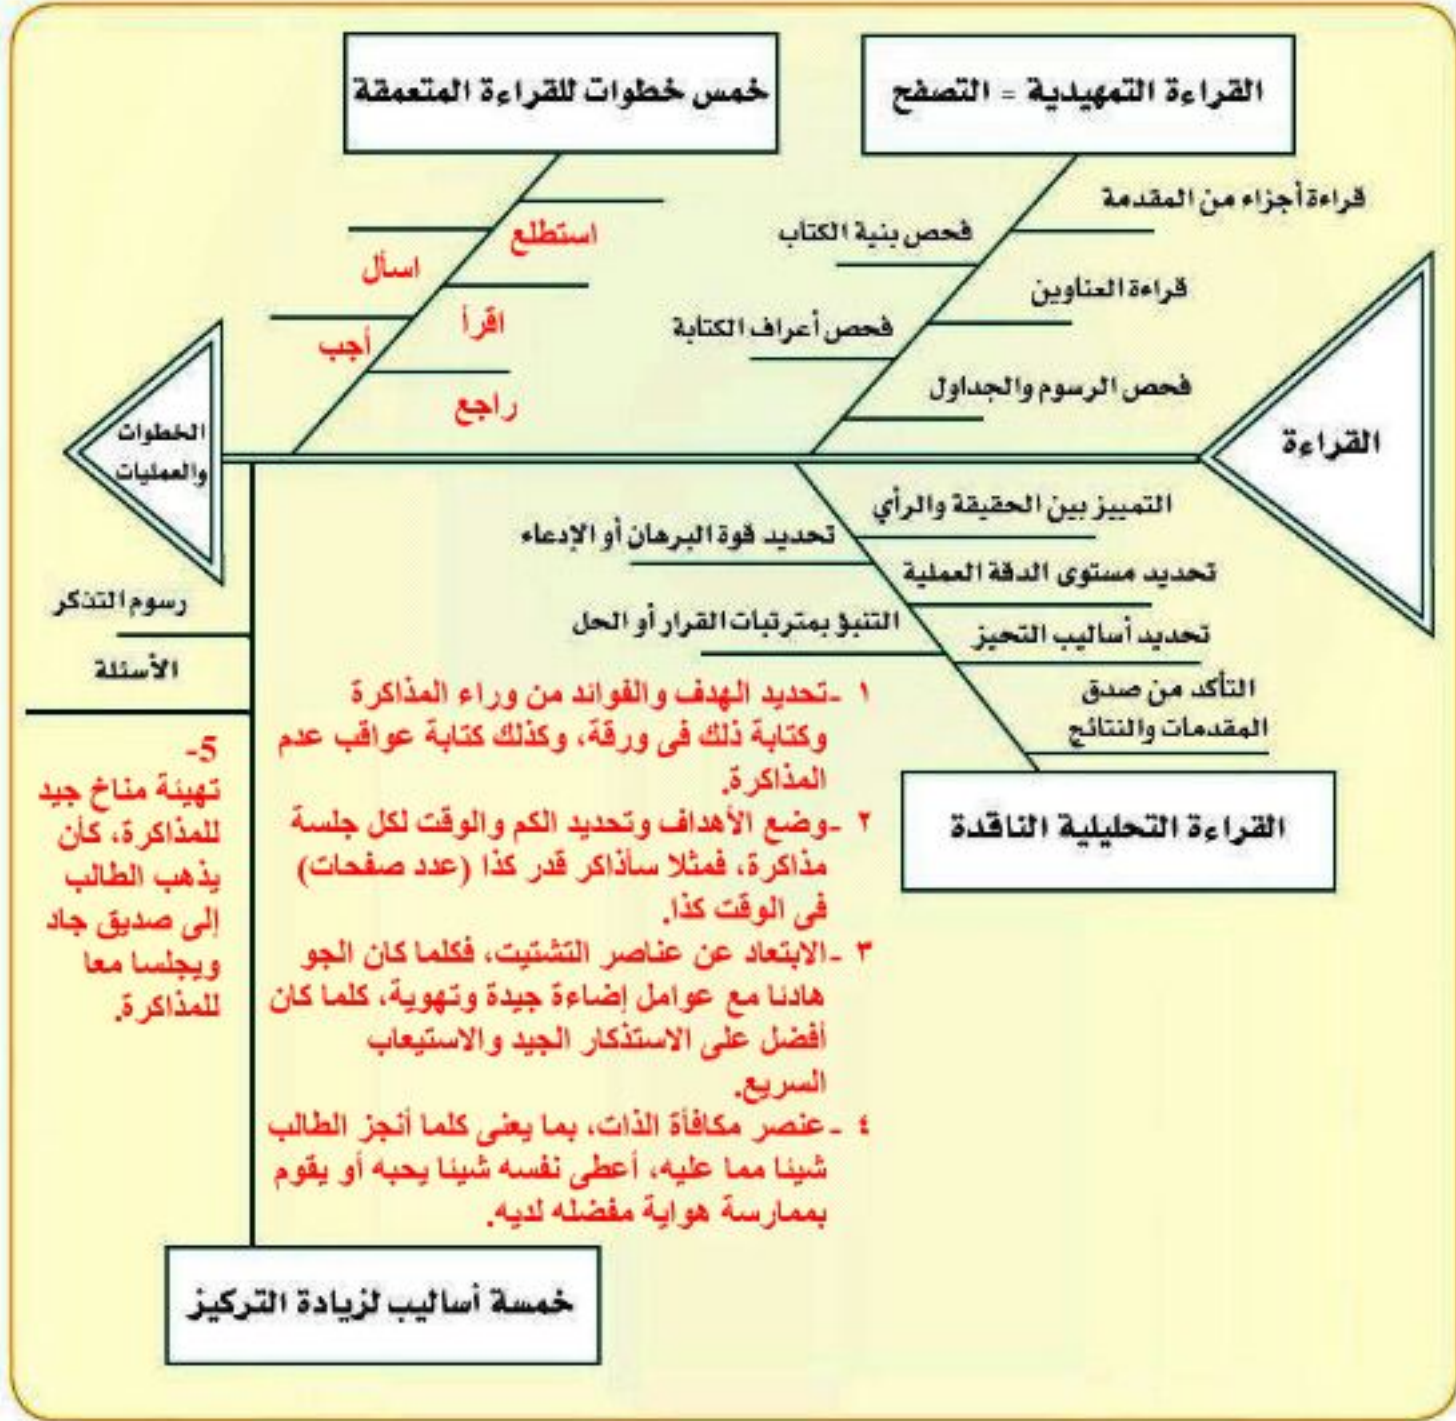 القراءة التمهيدية = التصفح
خمس خطوات للقراءة المتعمقة
قراءة أجزاء من المقدمة
فحص بنية الكتاب
قراءة العناوين
فحص أعراف الكتابة
فحص الرسوم والجداول
استطلع
اسأل
اقرأ
أجب
راجع
القراءة
الخطوات
والعمليات
التمييز بين الحقيقة والرأي
تحديد قوة البرهان أو الإدعاء
تحديد مستوى الدقة العملية
التنبؤ بمترتبات القرار أو الحل
تحديد أساليب التحيز
التأكد من صدق
المقدمات والنتائج
القراءة التحليلية الناقدة
رسوم التذكر
الأسئلة
١ -تحديد الهدف والفوائد من وراء المذاكرة
وكتابة ذلك فى ورقة، وكذلك كتابة عواقب عدم
المذاكرة.
٢ -وضع الأهداف وتحديد الكم والوقت لكل جلسة
مذاكرة، فمثلا سأذاكر قدر كذا (عدد صفحات)
فى الوقت كذا.
٣ -الابتعاد عن عناصر التشتيت، فكلما كان الجو
هادئا مع عوامل إضاءة جيدة وتهوية، كلما كان
أفضل على الاستذكار الجيد والاستيعاب
السريع.
٤ -عنصر مكافأة الذات، بما يعنى كلما أنجز الطالب
شيئا مما عليه، أعطى نفسه شيئا يحبه أو يقوم
بممارسة هواية مفضله لديه.
5-
تهيئة مناخ جيد
للمذاكرة، كأن
يذهب الطالب
إلى صديق جاد
ويجلسا معا
للمذاكرة.
خمسة أساليب لزيادة التركيز